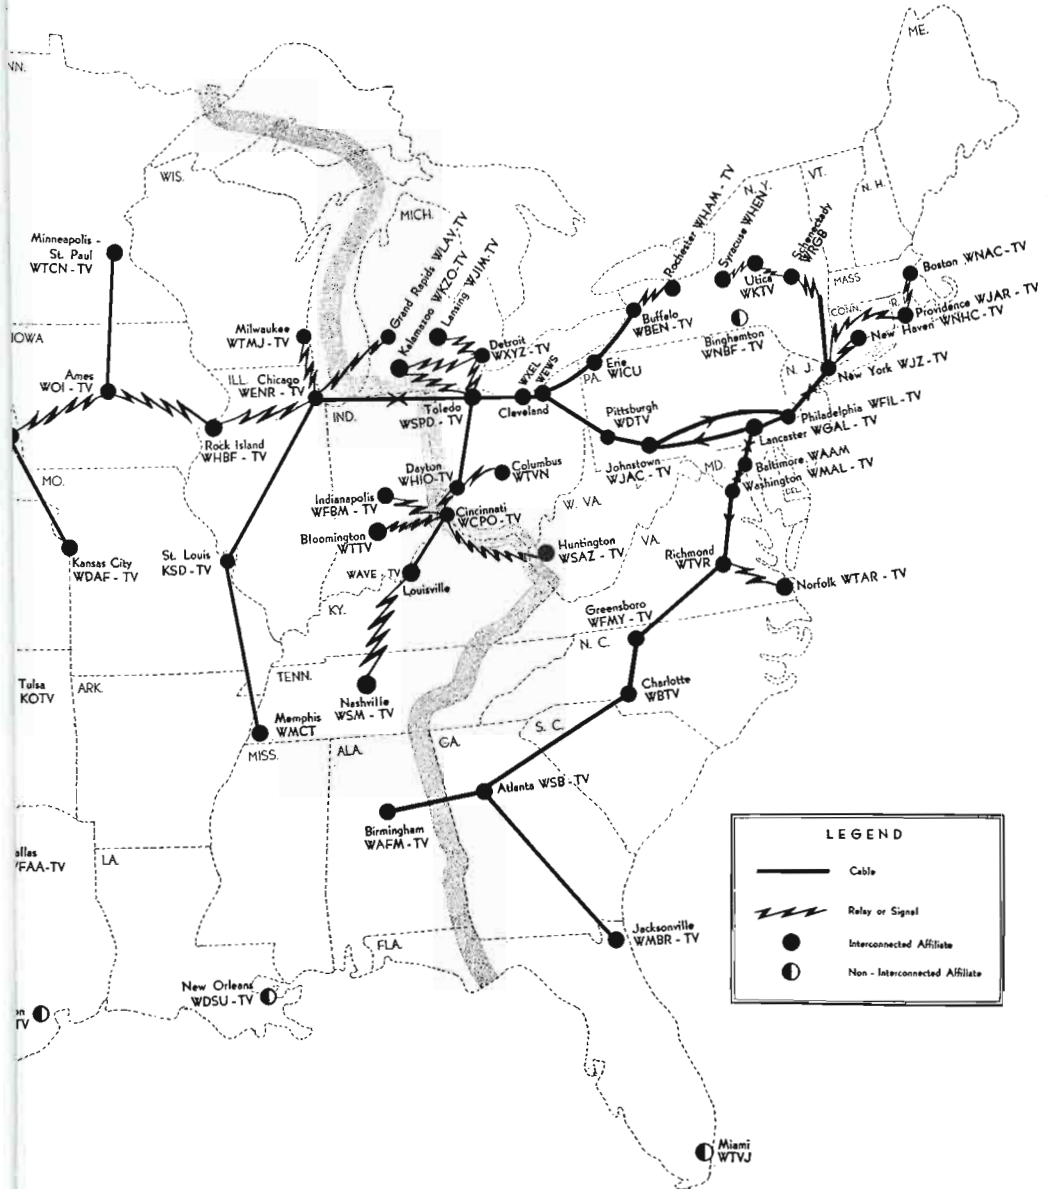 ME.
NN.
WIS.
VT.
N. Y.
N. H.
MICH.
Minneapolis -
St. Paul
WTCN - TV
Grand Rapids WLAV-TV
Kalamazoo WKZO-TV
Lansing WJIM-TV
Rochester WHAM - TV
Syracuse WHEN
Utica
WKTV
Schenectady
WRGB
MASS
Boston WNAC - TV
CONN.
R.
Providence WJAR - TV
New Haven WNHC - TV
Buffalo
WBEN - TV
Binghamton
WNBF - TV
IOWA
Milwaukee
WTMJ - TV
Detroit
WXYZ - TV
Erie
WICU
PA.
N. J.
New York WJZ - TV
Ames
WOI - TV
ILL.
Chicago
WENR - TV
WXEL
WEWS
IND.
Toledo
WSPD - TV
Cleveland
Pittsburgh
WDTV
Philadelphia WFIL - TV
Lancaster WGAL - TV
Rock Island
WHBF - TV
Johnstown
WJAC - TV
MD.
Baltimore WAAM
Washington WMAL - TV
DEL.
MO.
Dayton
WHIO-TV
Columbus
WTVN
Indianapolis
WFBM - TV
Cincinnati
WCPO - TV
W. VA.
Bloomington
WTTV
Huntington
WSAZ - TV
VA.
Kansas City
WDAF - TV
St. Louis
KSD - TV
WAVE - TV
Louisville
Richmond
WTVR
Norfolk WTAR - TV
KY.
Greensboro
WFMY - TV
N. C.
TENN.
Tulsa
KOTV
ARK.
Nashville
WSM - TV
Charlotte
WBTV
Memphis
WMCT
MISS.
ALA.
GA.
S. C.
Atlanta WSB - TV
Birmingham
WAFM - TV
allas
FAA-TV
LA.
LEGEND
Cable
Relay or Signal
Interconnected Affiliate
Non - Interconnected Affiliate
Jacksonville
WMBR - TV
FLA.
New Orleans
WDSU - TV
on
TV
Miami
WTVJ